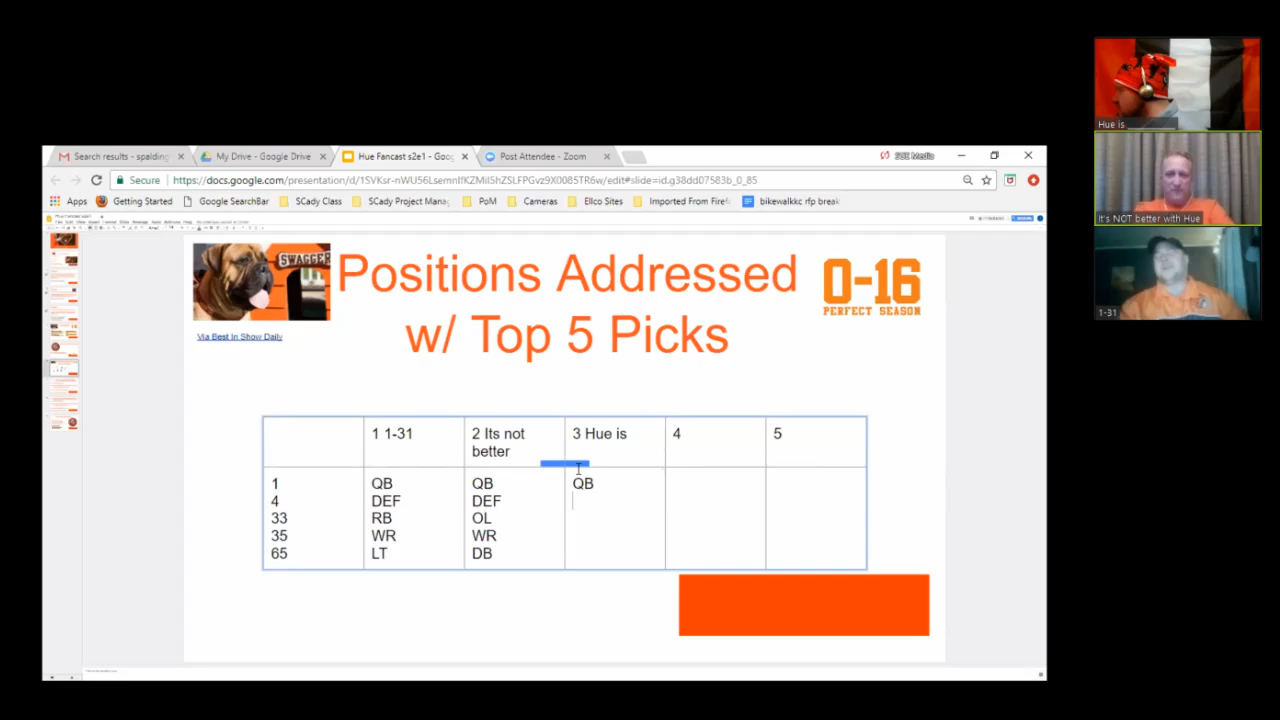 Search results - spalding
My Drive - Google Drive
Hue Fancast s2e1 - Goo
Post Attendee - Zoom
Secure
https://docs.google.com/presentation/d/1SVKsr-nWU56LsemnIfKZMil5hZSLFPGvz9X0085TR6w/edit#slide=id.g38dd07583b_0_85
Apps
Getting Started
Google SearchBar
SCady Class
SCady Project Manag
PoM
Cameras
Ellco Sites
Imported From Firef
bikewalkkc rfp break
SWAGGER
Positions Addressed
w/ Top 5 Picks
0-16
PERFECT SEASON
Via Best In Show Daily
1 1-31
2 Its not
better
3 Hue is
4
5
1
4
33
35
65
QB
DEF
RB
WR
LT
QB
DEF
OL
WR
DB
QB
Hue is ________
It's NOT better with Hue
1-31